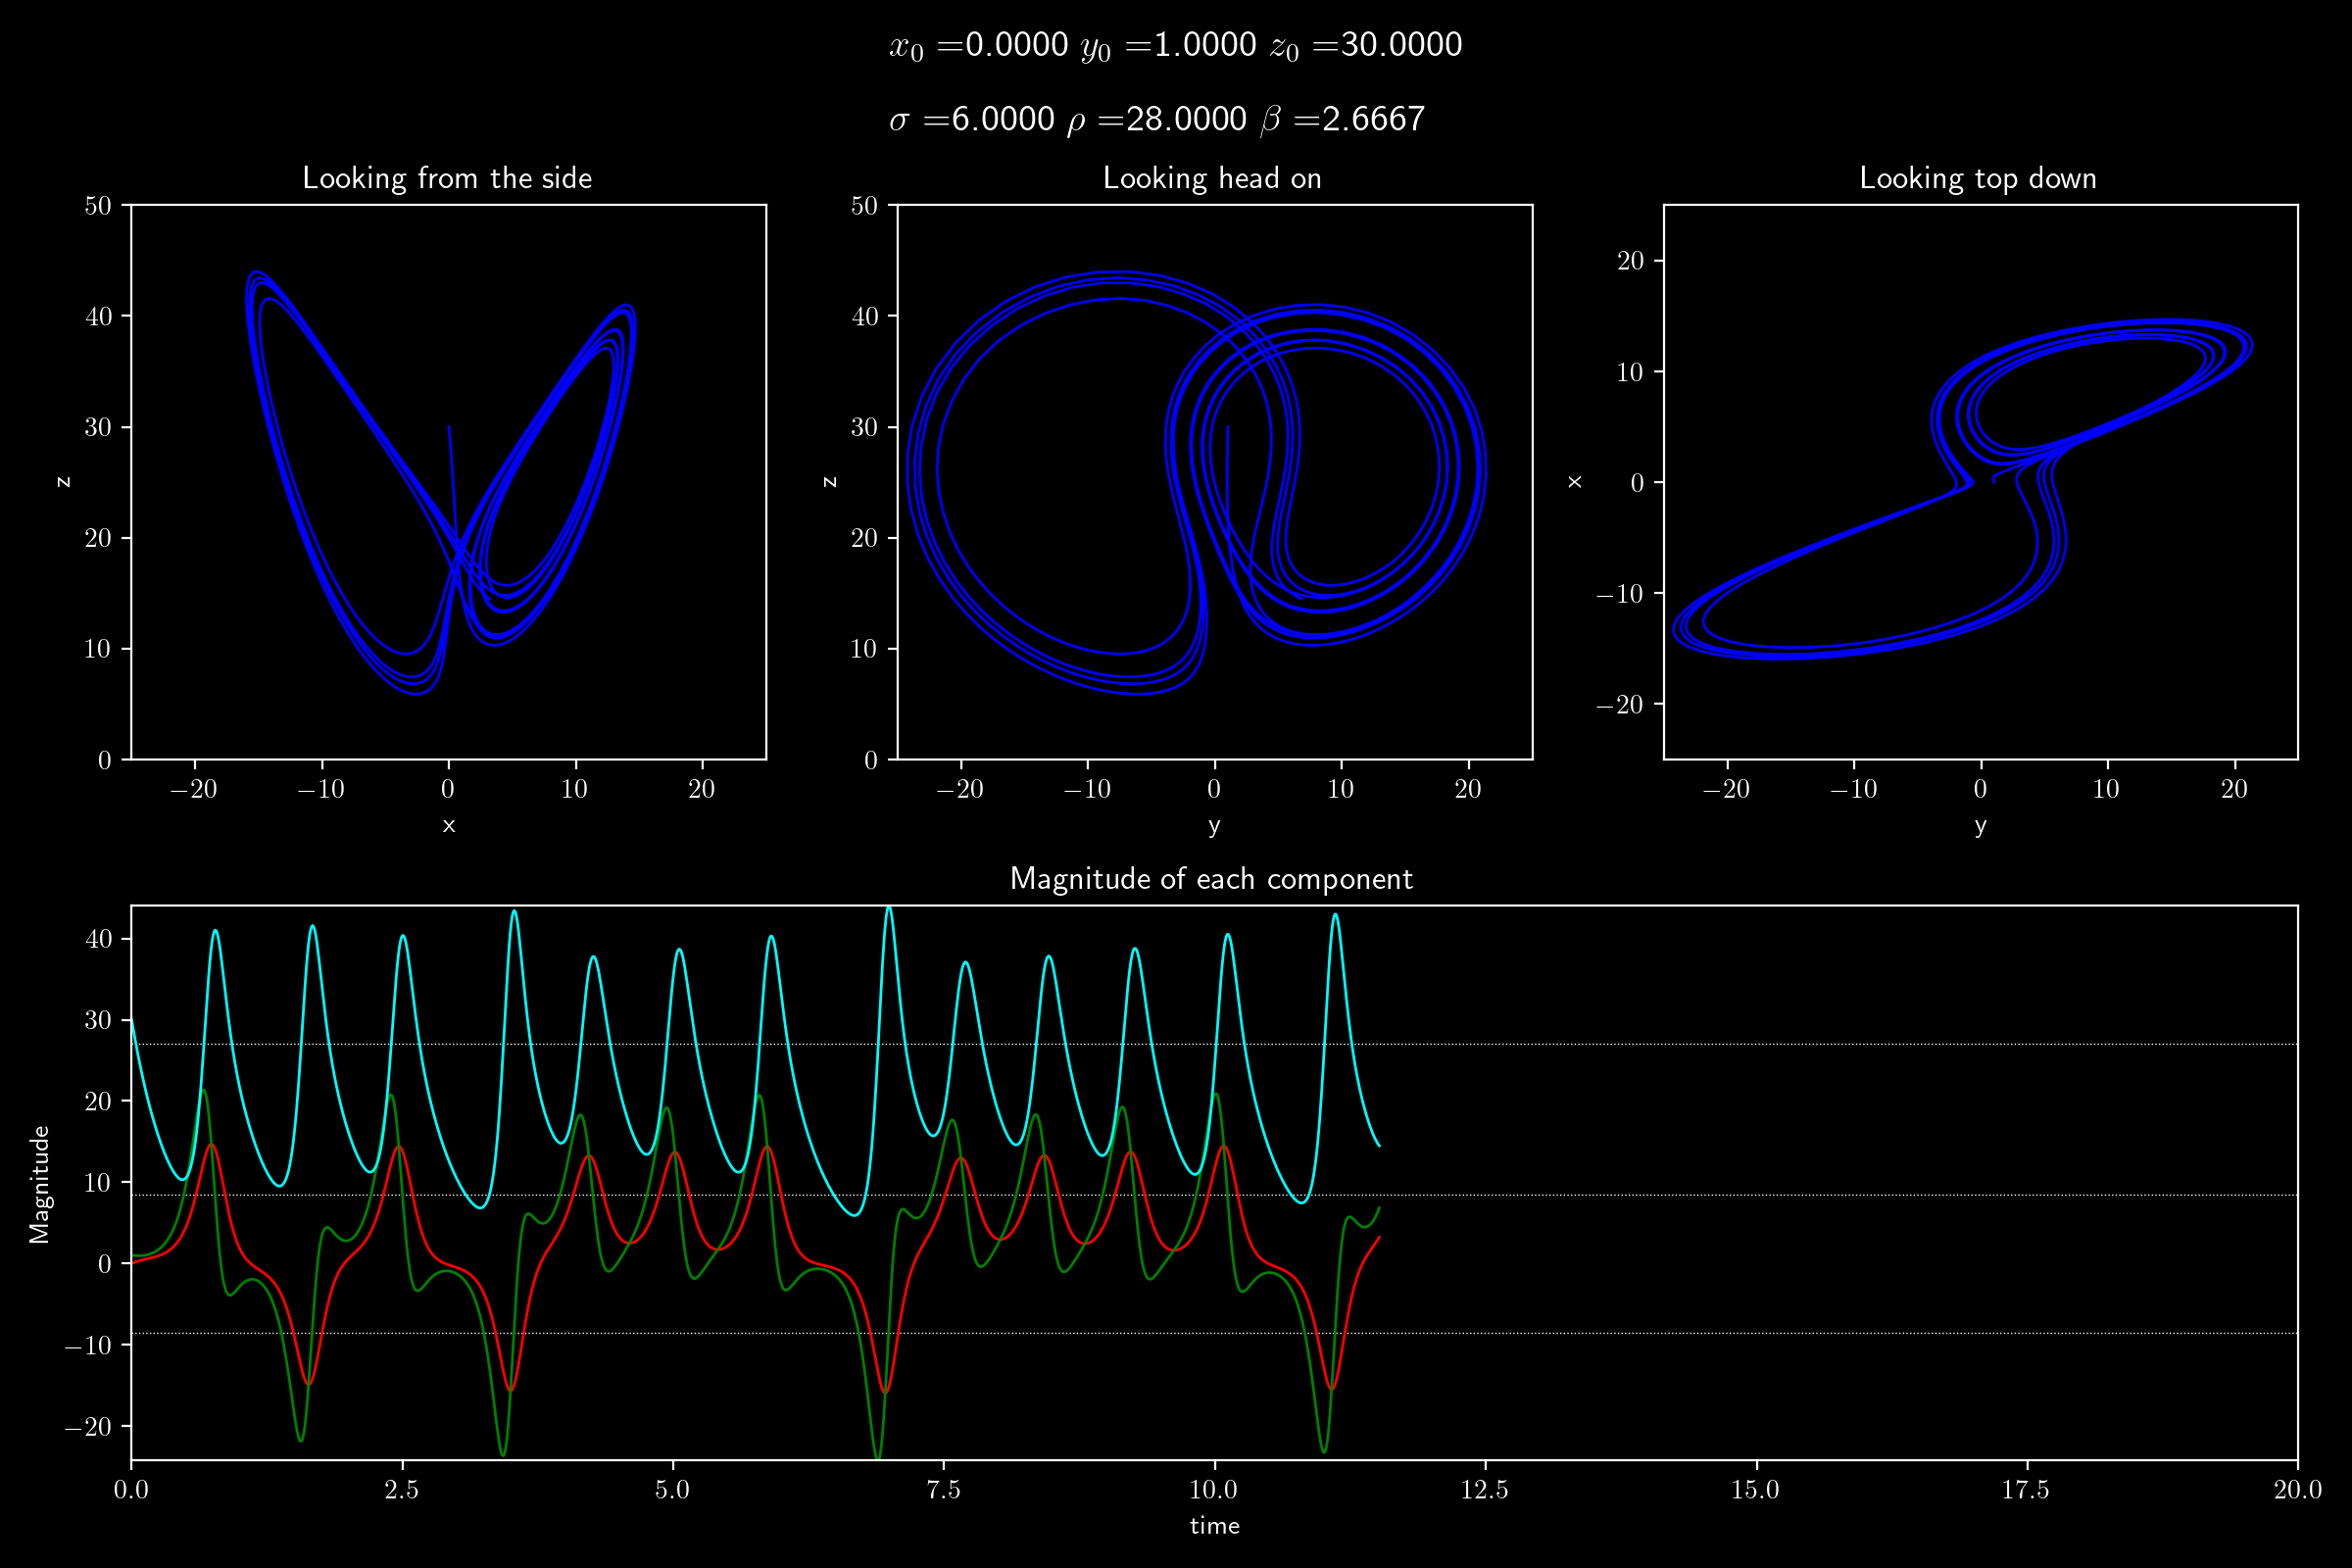 x₀ =0.0000 y₀ =1.0000 z₀ =30.0000
σ =6.0000 ρ =28.0000 β =2.6667
Looking from the side
50
40
30
20
10
0
z
−20 −10 0 10 20
x
Looking head on
50
40
30
20
10
0
z
−20 −10 0 10 20
y
Looking top down
20
10
0
−10
−20
x
−20 −10 0 10 20
y
Magnitude of each component
40
30
20
10
0
−10
−20
Magnitude
0.0 2.5 5.0 7.5 10.0 12.5 15.0 17.5 20.0
time